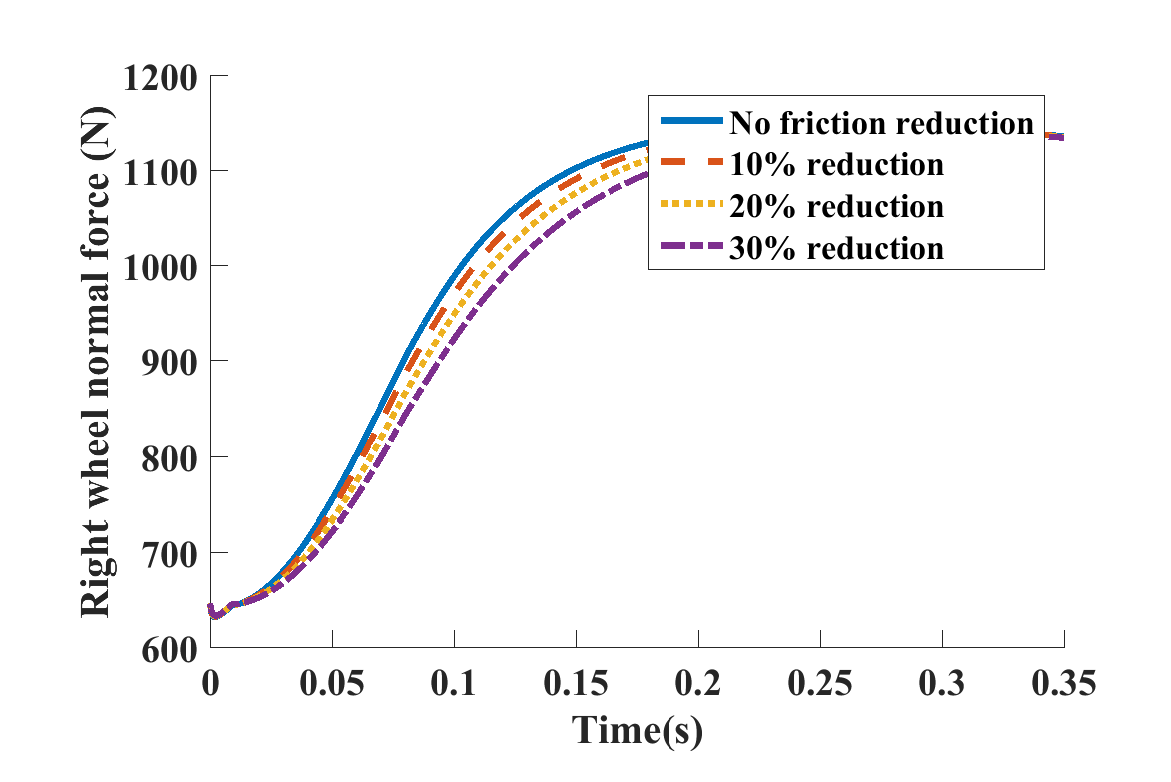 Right wheel normal force (N)
1200
1100
1000
900
800
700
600
No friction reduction
10% reduction
20% reduction
30% reduction
0 0.05 0.1 0.15 0.2 0.25 0.3 0.35
Time(s)